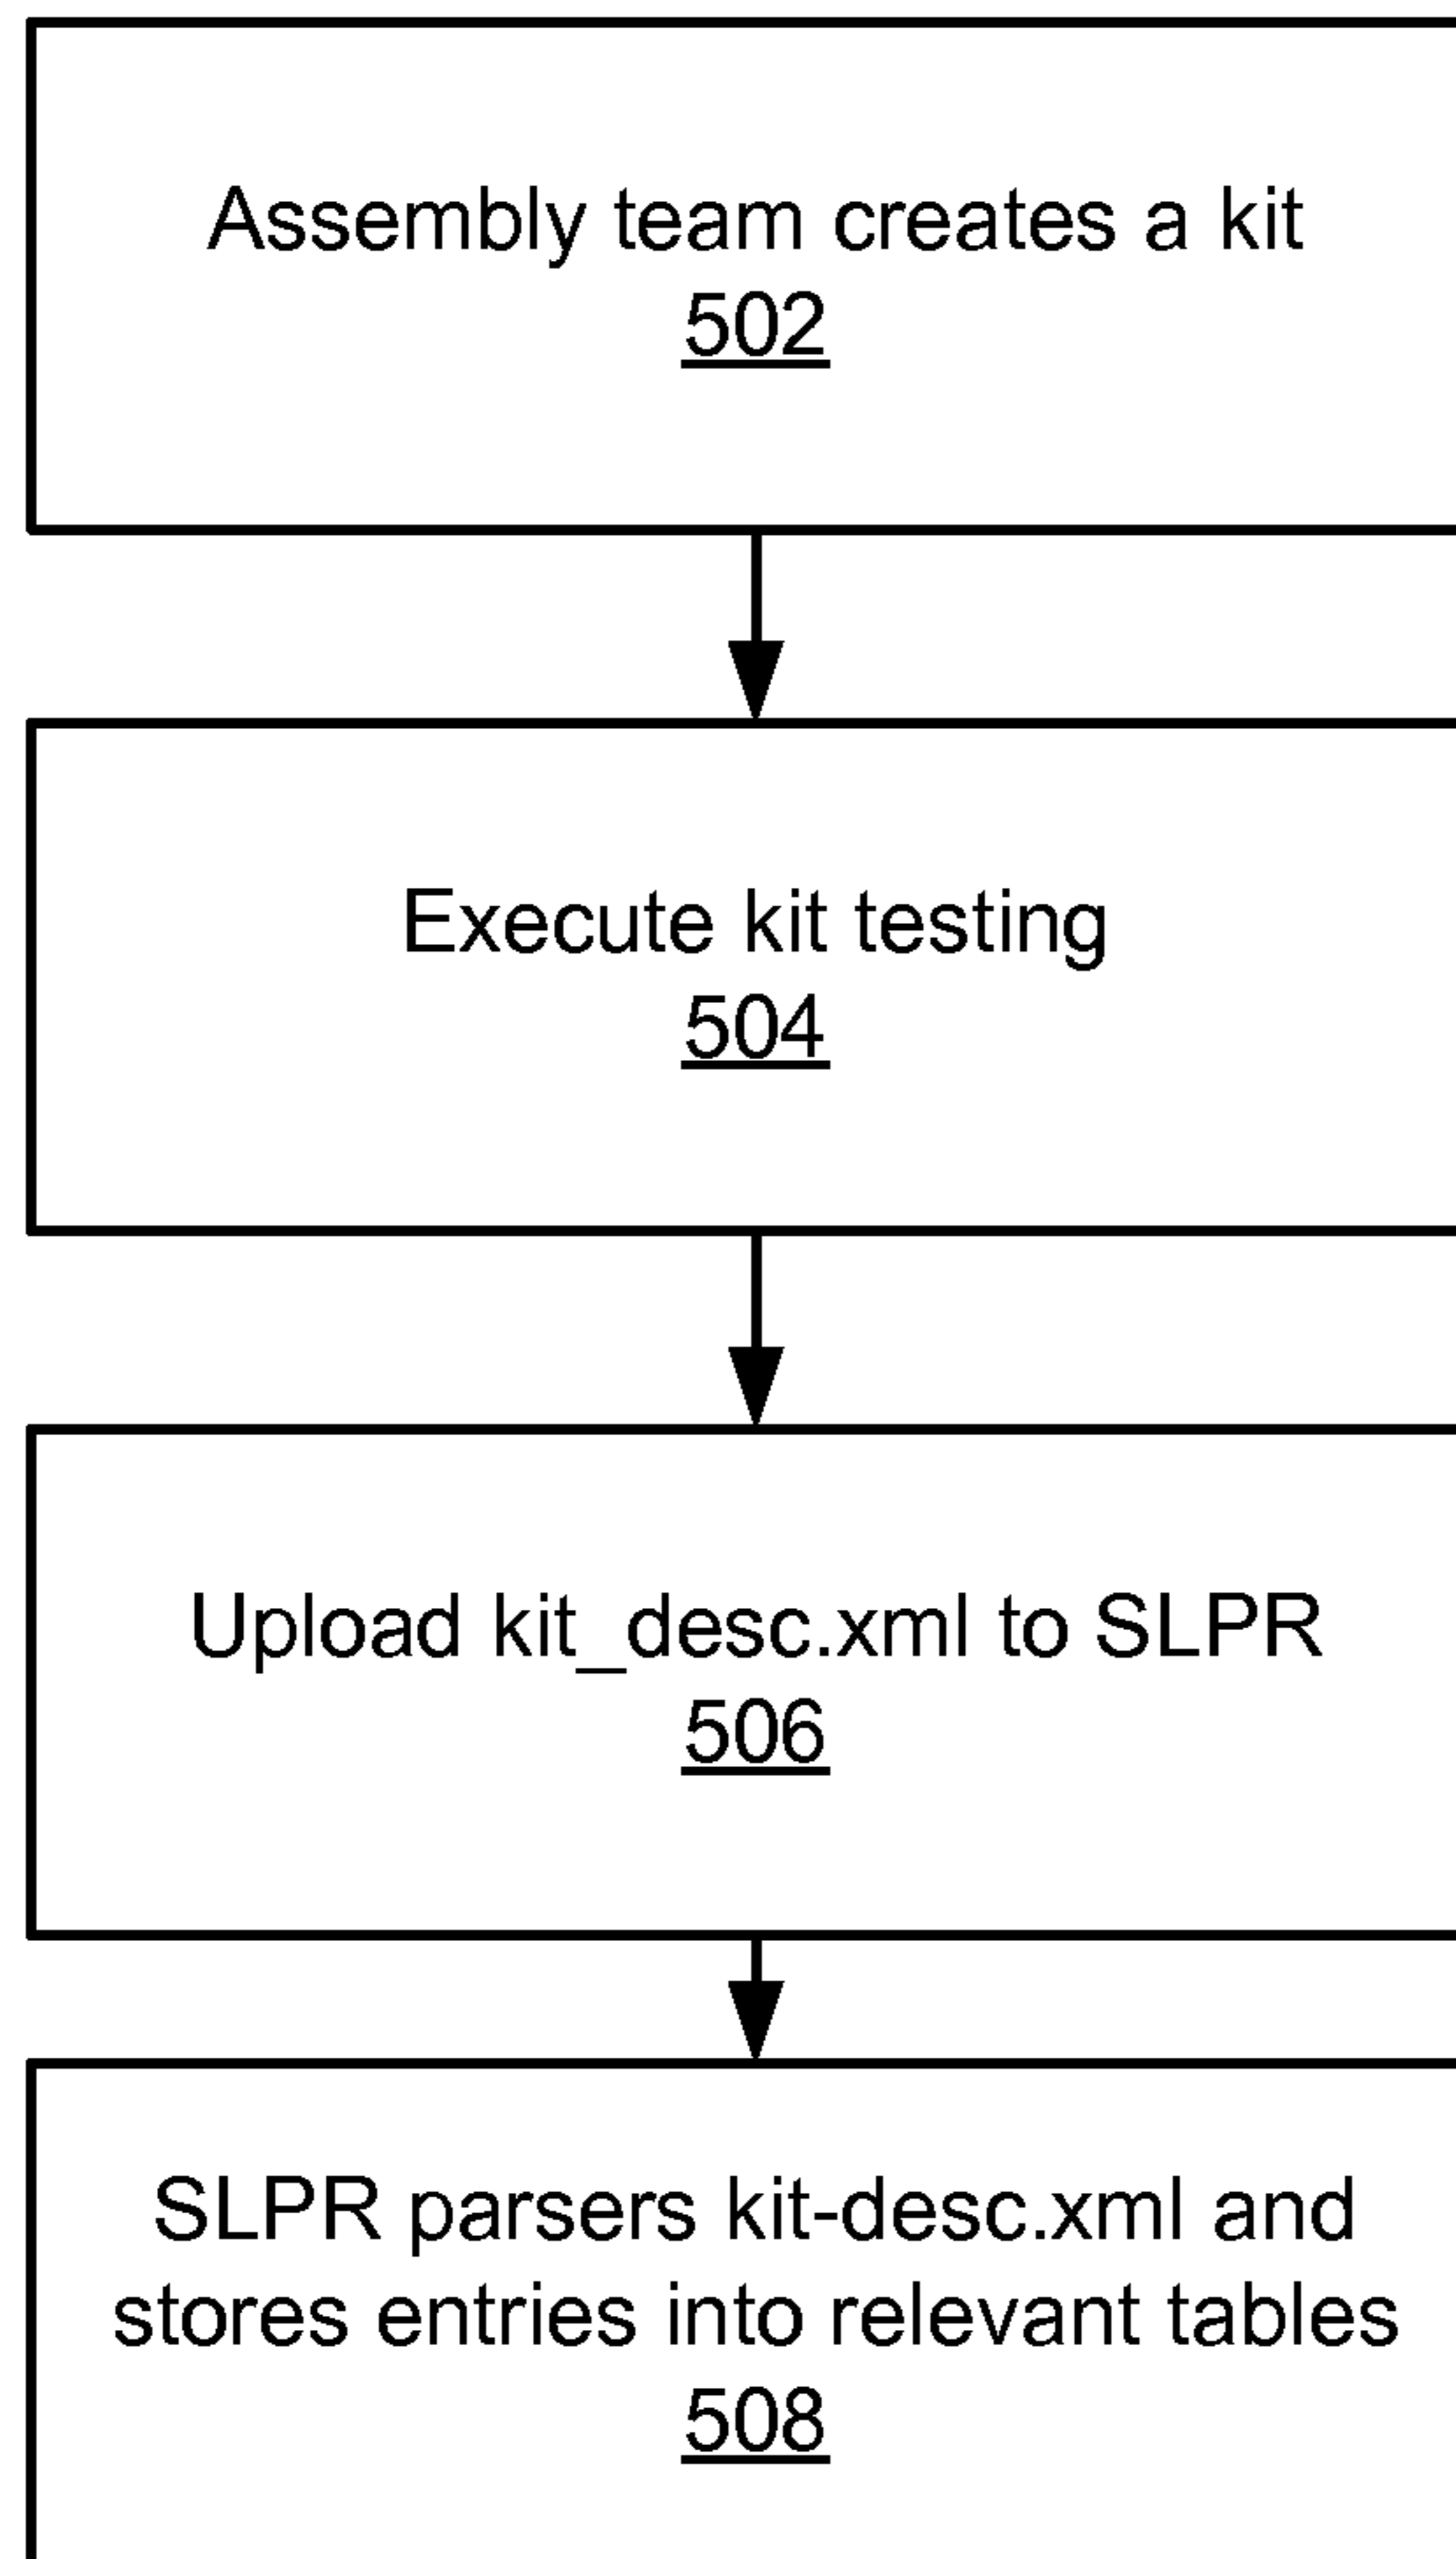 Assembly team creates a kit
502
Execute kit testing
504
Upload kit_desc.xml to SLPR
506
SLPR parsers kit-desc.xml and
stores entries into relevant tables
508